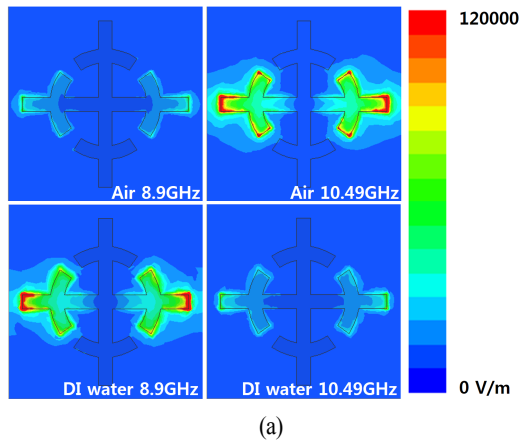 120000
Air 8.9GHz
Air 10.49GHz
DI water 8.9GHz
DI water 10.49GHz
0 V/m
(a)